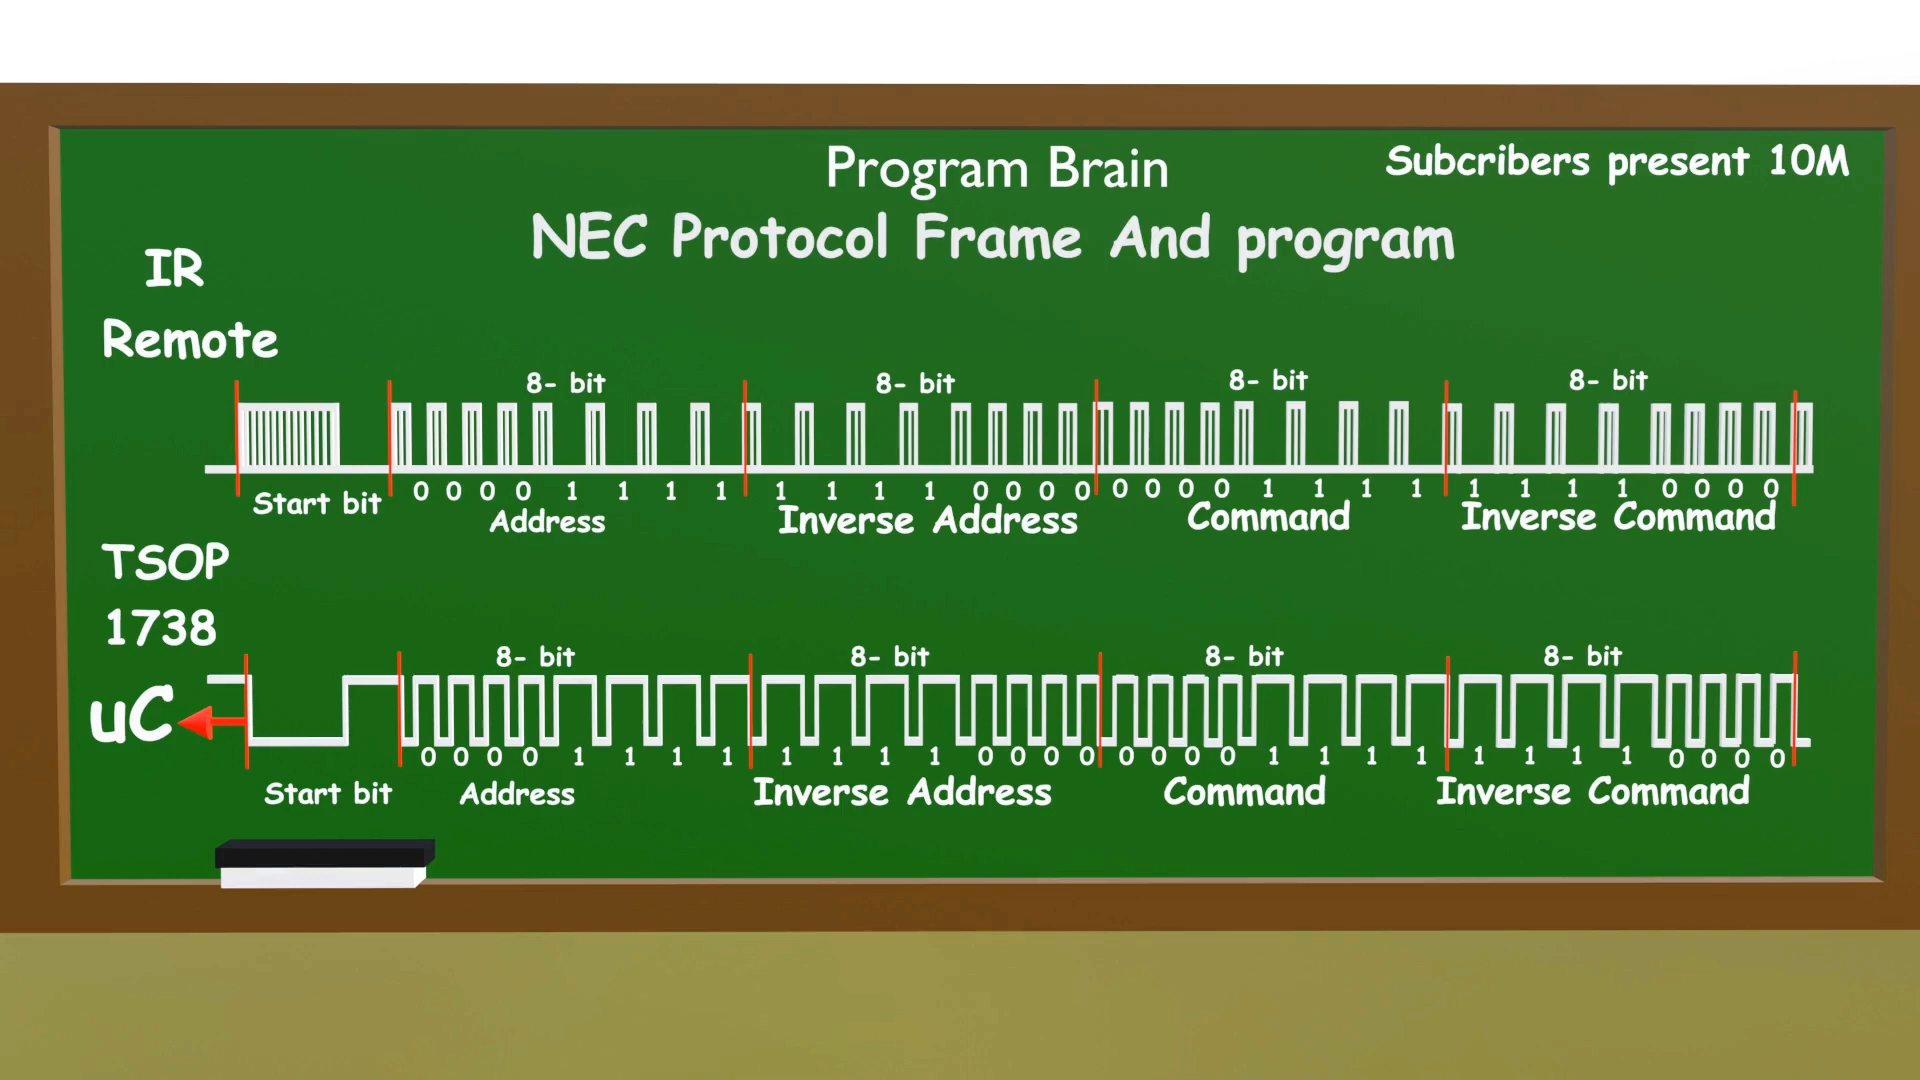 Program Brain
Subcribers present 10M
NEC Protocol Frame And program
IR
Remote
8- bit 8- bit 8- bit 8- bit
0 0 0 0 1 1 1 1 1 1 1 1 0 0 0 0 0 0 0 0 1 1 1 1 1 1 1 1 0 0 0 0
Start bit Address Inverse Address Command Inverse Command
TSOP
1738
8- bit 8- bit 8- bit 8- bit
uC
0 0 0 0 1 1 1 1 1 1 1 1 0 0 0 0 0 0 0 0 1 1 1 1 1 1 1 1 0 0 0 0
Start bit Address Inverse Address Command Inverse Command